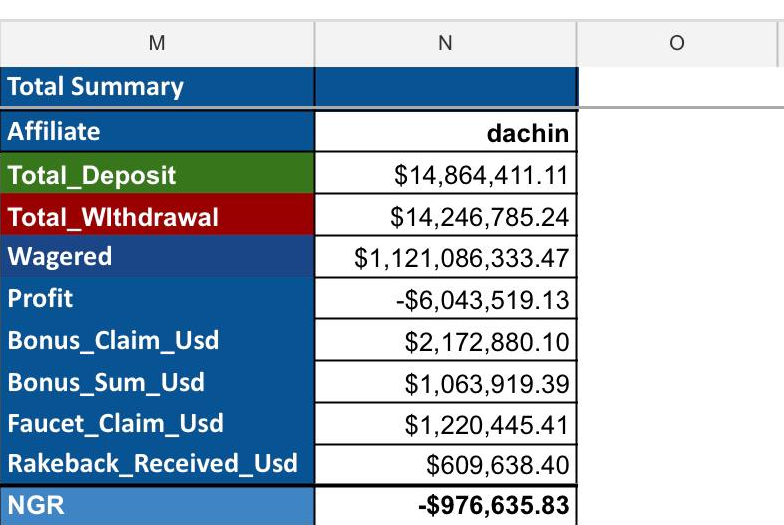 M N O
Total Summary
Affiliate dachin
Total_Deposit $14,864,411.11
Total_WIthdrawal $14,246,785.24
Wagered $1,121,086,333.47
Profit -$6,043,519.13
Bonus_Claim_Usd $2,172,880.10
Bonus_Sum_Usd $1,063,919.39
Faucet_Claim_Usd $1,220,445.41
Rakeback_Received_Usd $609,638.40
NGR -$976,635.83